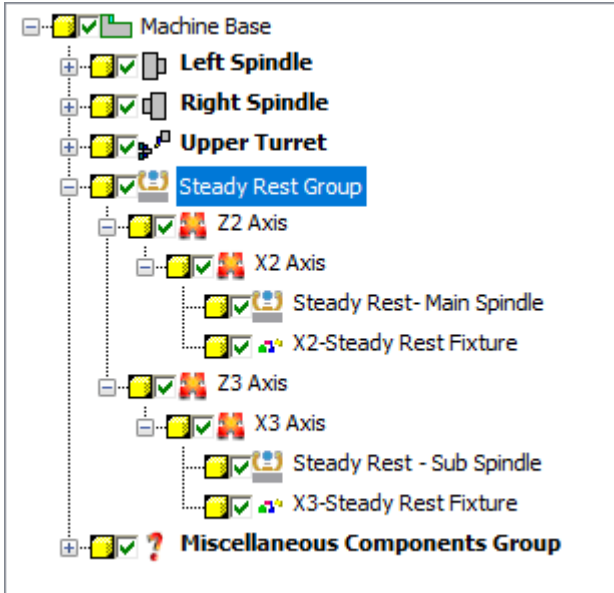 Machine Base
Left Spindle
Right Spindle
Upper Turret
Steady Rest Group
Z2 Axis
X2 Axis
Steady Rest- Main Spindle
X2-Steady Rest Fixture
Z3 Axis
X3 Axis
Steady Rest - Sub Spindle
X3-Steady Rest Fixture
Miscellaneous Components Group